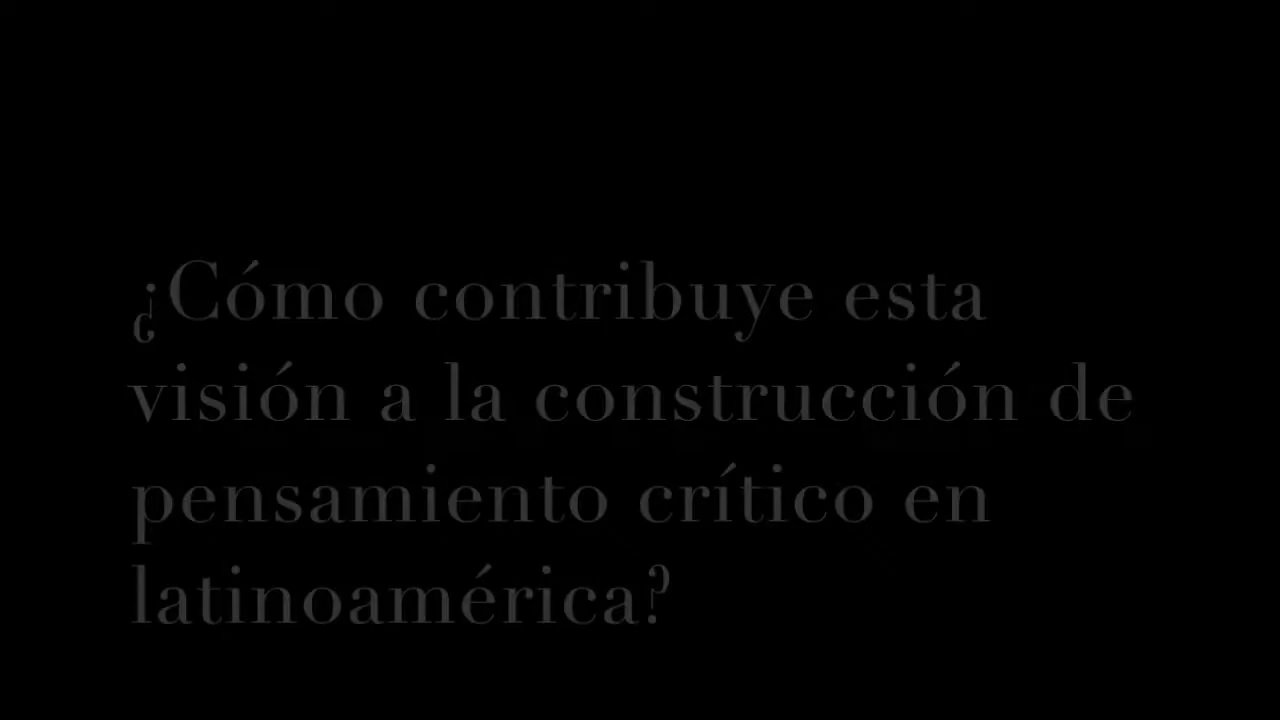 ¿Cómo contribuye esta
visión a la construcción de
pensamiento crítico en
latinoamérica?